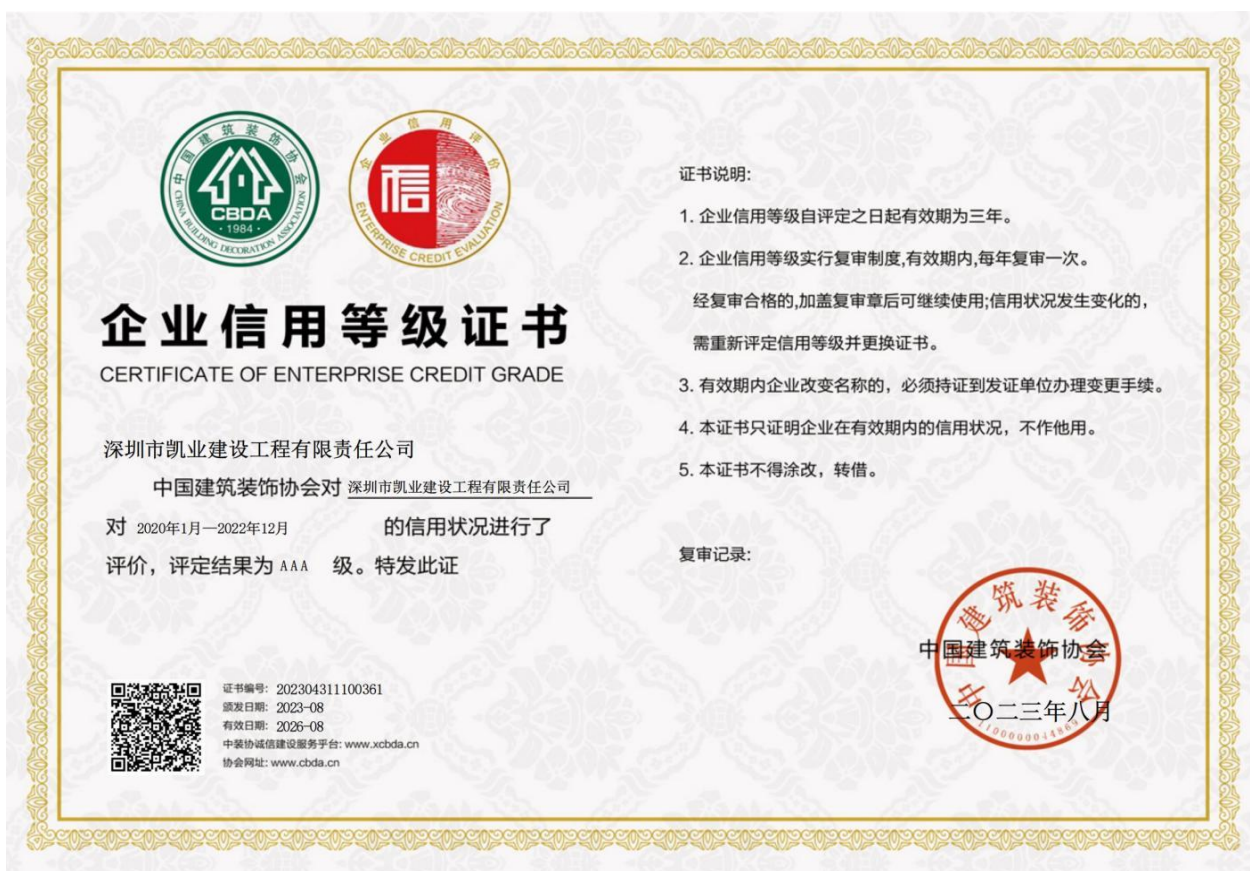 中国建筑装饰协会
CHINA BUILDING DECORATION ASSOCIATION
CBDA
·1984·
企业信用评价
信
ENTERPRISE CREDIT EVALUATION
企业信用等级证书
CERTIFICATE OF ENTERPRISE CREDIT GRADE
深圳市凯业建设工程有限责任公司
中国建筑装饰协会对 深圳市凯业建设工程有限责任公司
对 2020年1月—2022年12月 的信用状况进行了
评价，评定结果为 AAA 级。特发此证
证书编号: 202304311100361
颁发日期: 2023-08
有效日期: 2026-08
中装协诚信建设服务平台: www.xcbda.cn
协会网址: www.cbda.cn
证书说明:
1. 企业信用等级自评定之日起有效期为三年。
2. 企业信用等级实行复审制度,有效期内,每年复审一次。
经复审合格的,加盖复审章后可继续使用;信用状况发生变化的,
需重新评定信用等级并更换证书。
3. 有效期内企业改变名称的，必须持证到发证单位办理变更手续。
4. 本证书只证明企业在有效期内的信用状况，不作他用。
5. 本证书不得涂改，转借。
复审记录:
中国建筑装饰协会
中国建筑装饰协会
二〇二三年八月